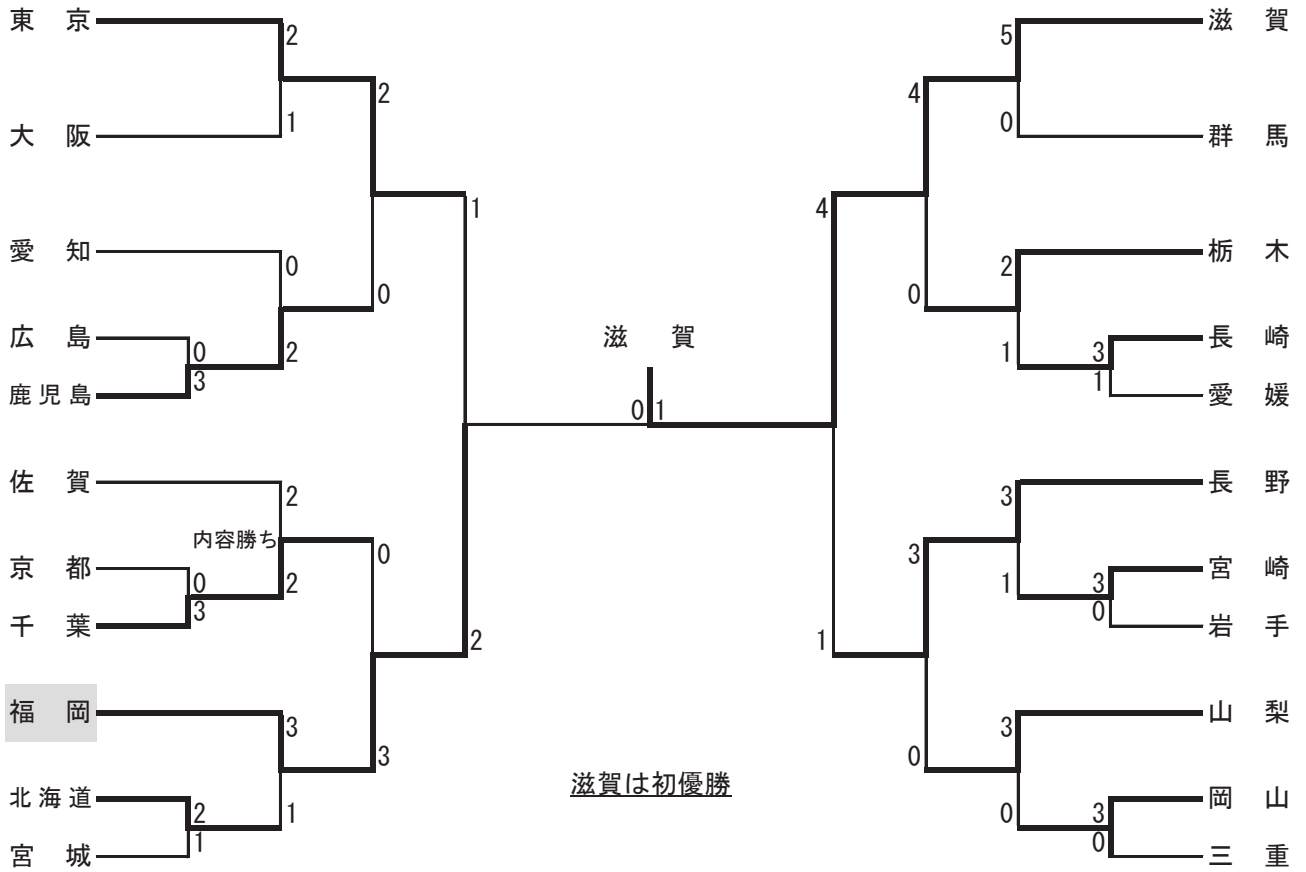 東京
2
2
1
大阪
1
愛知
0
0
広島
0
2
鹿児島
3
佐賀
2
内容勝ち
0
京都
0
2
千葉
3
2
福岡
3
3
北海道
2
1
宮城
1
滋賀
0 1
滋賀は初優勝
滋賀
5
4
0
群馬
4
栃木
2
0
長崎
3
1
愛媛
1
長野
3
3
宮崎
3
1
岩手
0
1
山梨
3
0
岡山
3
0
三重
0